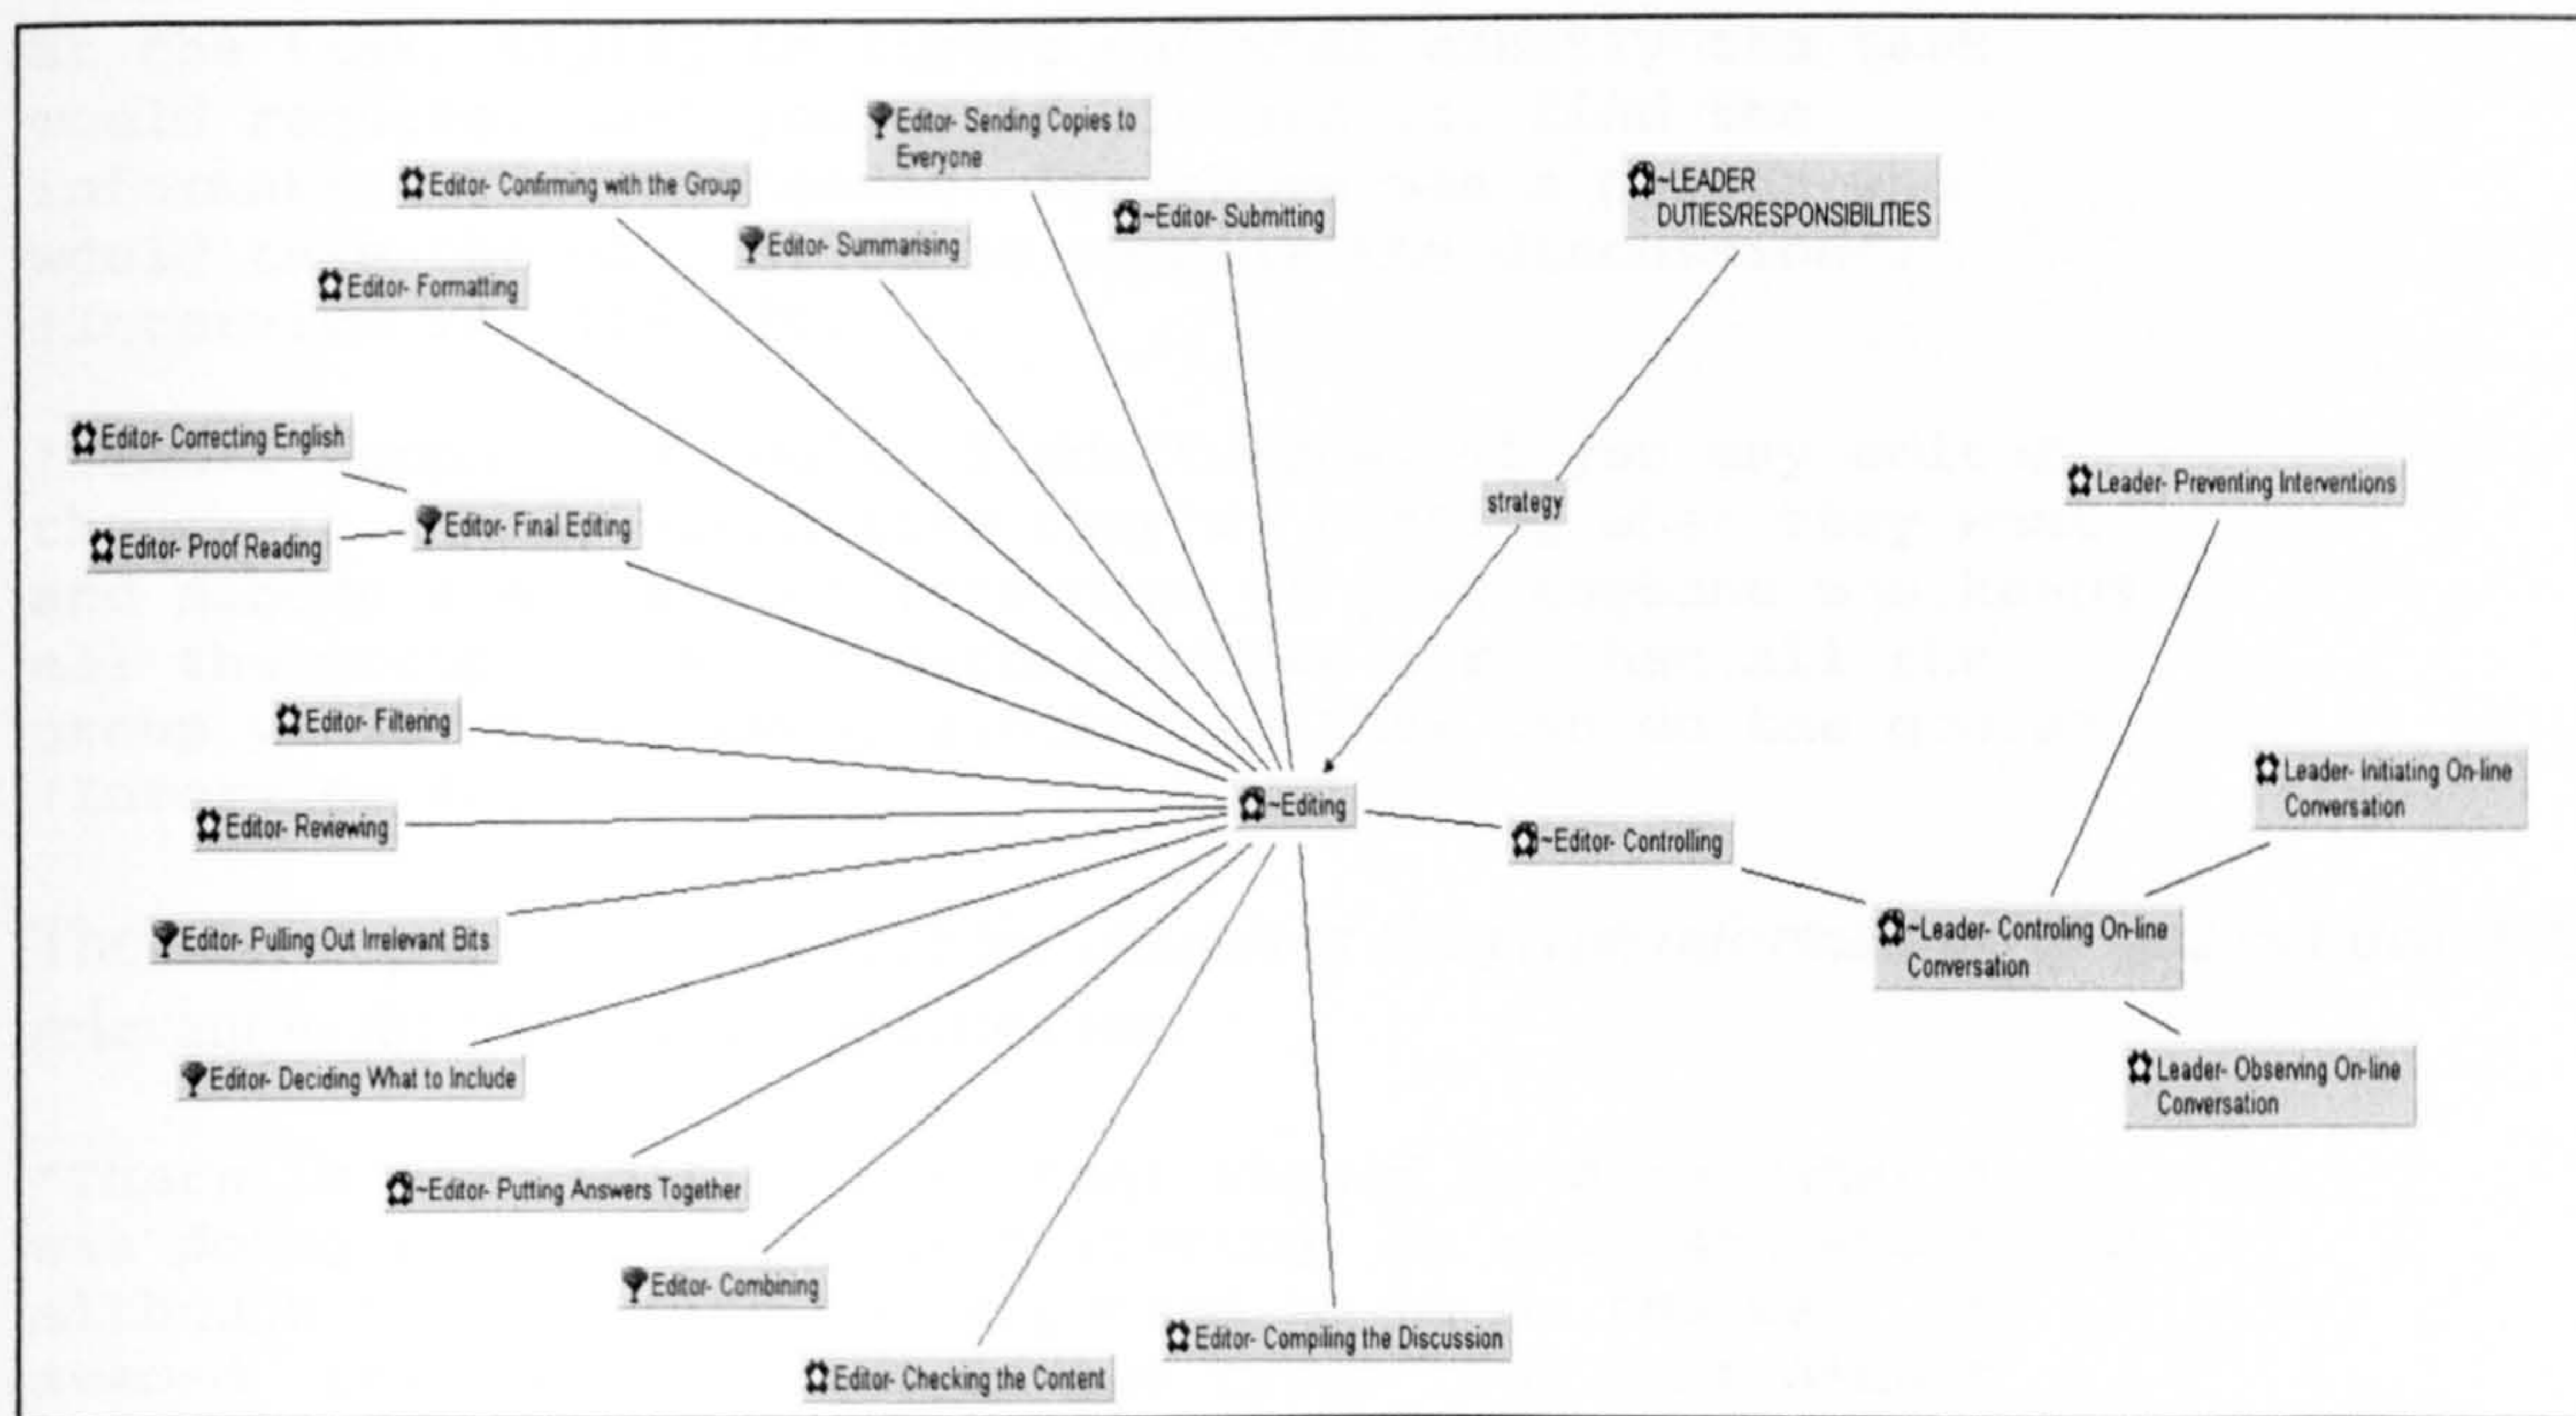 Editor- Sending Copies to
Everyone
Editor- Confirming with the Group
~Editor- Submitting
~LEADER
DUTIES/RESPONSIBILITIES
Editor- Summarising
Editor- Formatting
Editor- Correcting English
Leader- Preventing Interventions
strategy
Editor- Final Editing
Editor- Proof Reading
Editor- Filtering
Leader- Initiating On-line
Conversation
~Editing
Editor- Reviewing
~Editor- Controlling
Editor- Pulling Out Irrelevant Bits
~Leader- Controling On-line
Conversation
Editor- Deciding What to Include
Leader- Observing On-line
Conversation
~Editor- Putting Answers Together
Editor- Combining
Editor- Compiling the Discussion
Editor- Checking the Content